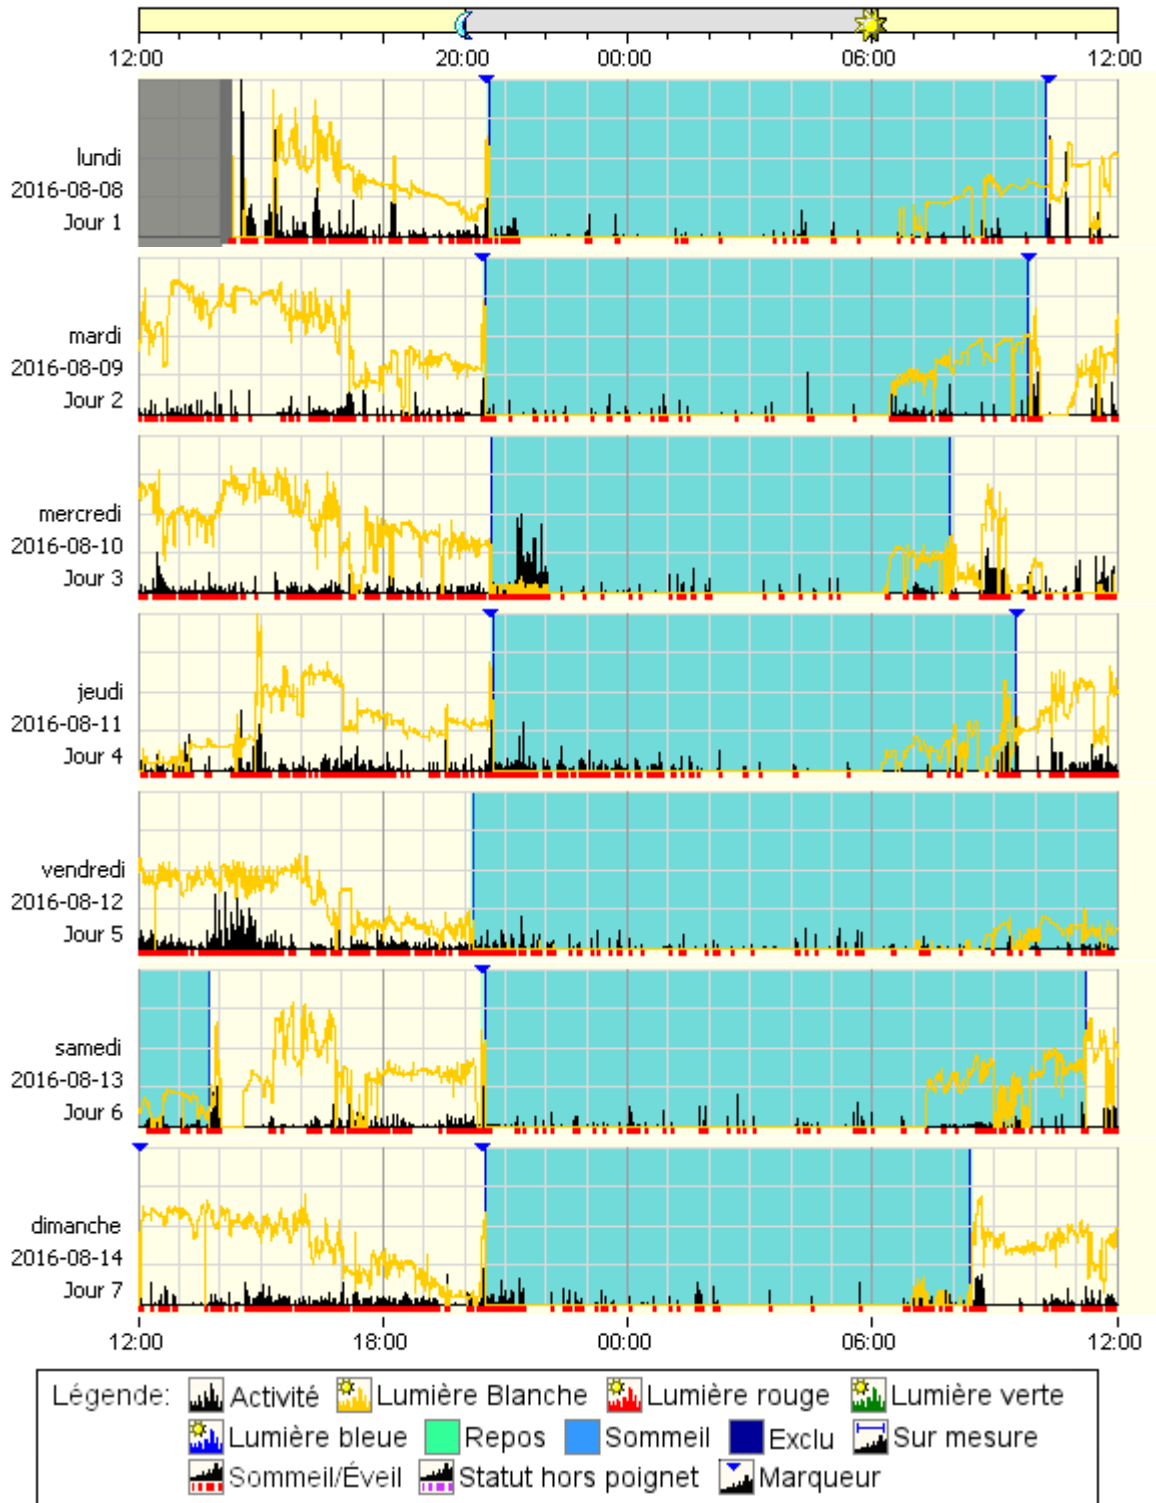 12:00 20:00 00:00 06:00 12:00
lundi
2016-08-08
Jour 1
mardi
2016-08-09
Jour 2
mercredi
2016-08-10
Jour 3
jeudi
2016-08-11
Jour 4
vendredi
2016-08-12
Jour 5
samedi
2016-08-13
Jour 6
dimanche
2016-08-14
Jour 7
12:00 18:00 00:00 06:00 12:00
Légende: Activité Lumière Blanche Lumière rouge Lumière verte
Lumière bleue Repos Sommeil Exclu Sur mesure
Sommeil/Éveil Statut hors poignet Marqueur